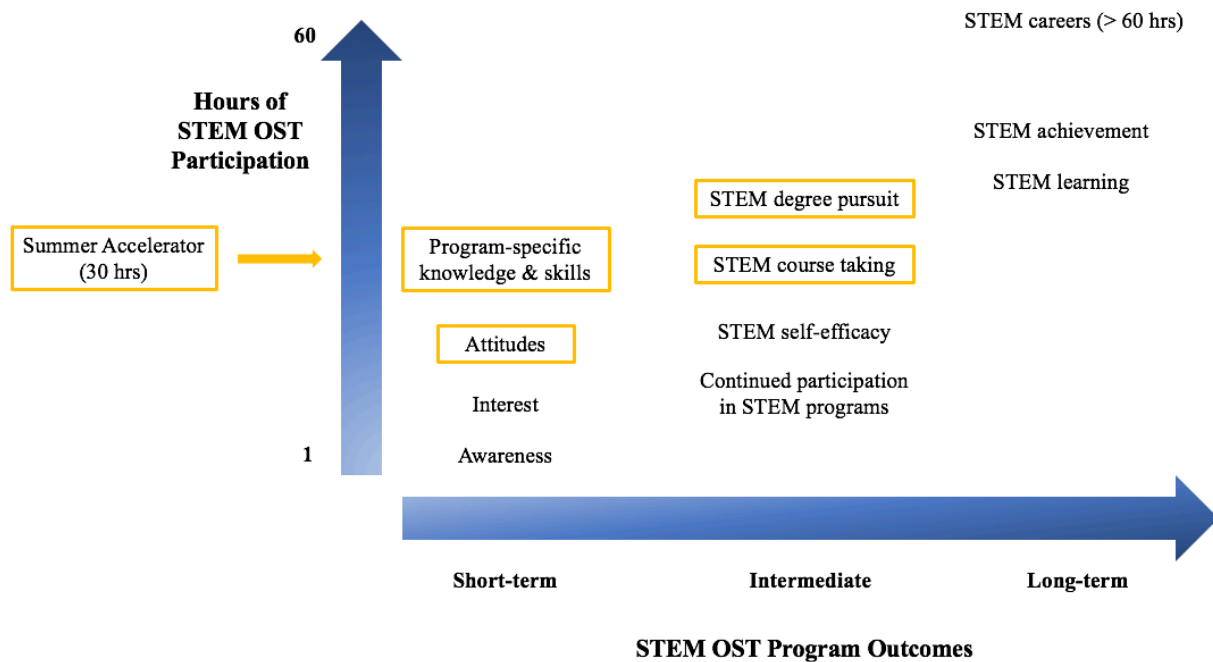 STEM careers (> 60 hrs)
60
Hours of
STEM OST
Participation
STEM achievement
STEM learning
STEM degree pursuit
Summer Accelerator
(30 hrs)
Program-specific
knowledge & skills
STEM course taking
Attitudes
STEM self-efficacy
Interest
Continued participation
in STEM programs
1
Awareness
Short-term
Intermediate
Long-term
STEM OST Program Outcomes